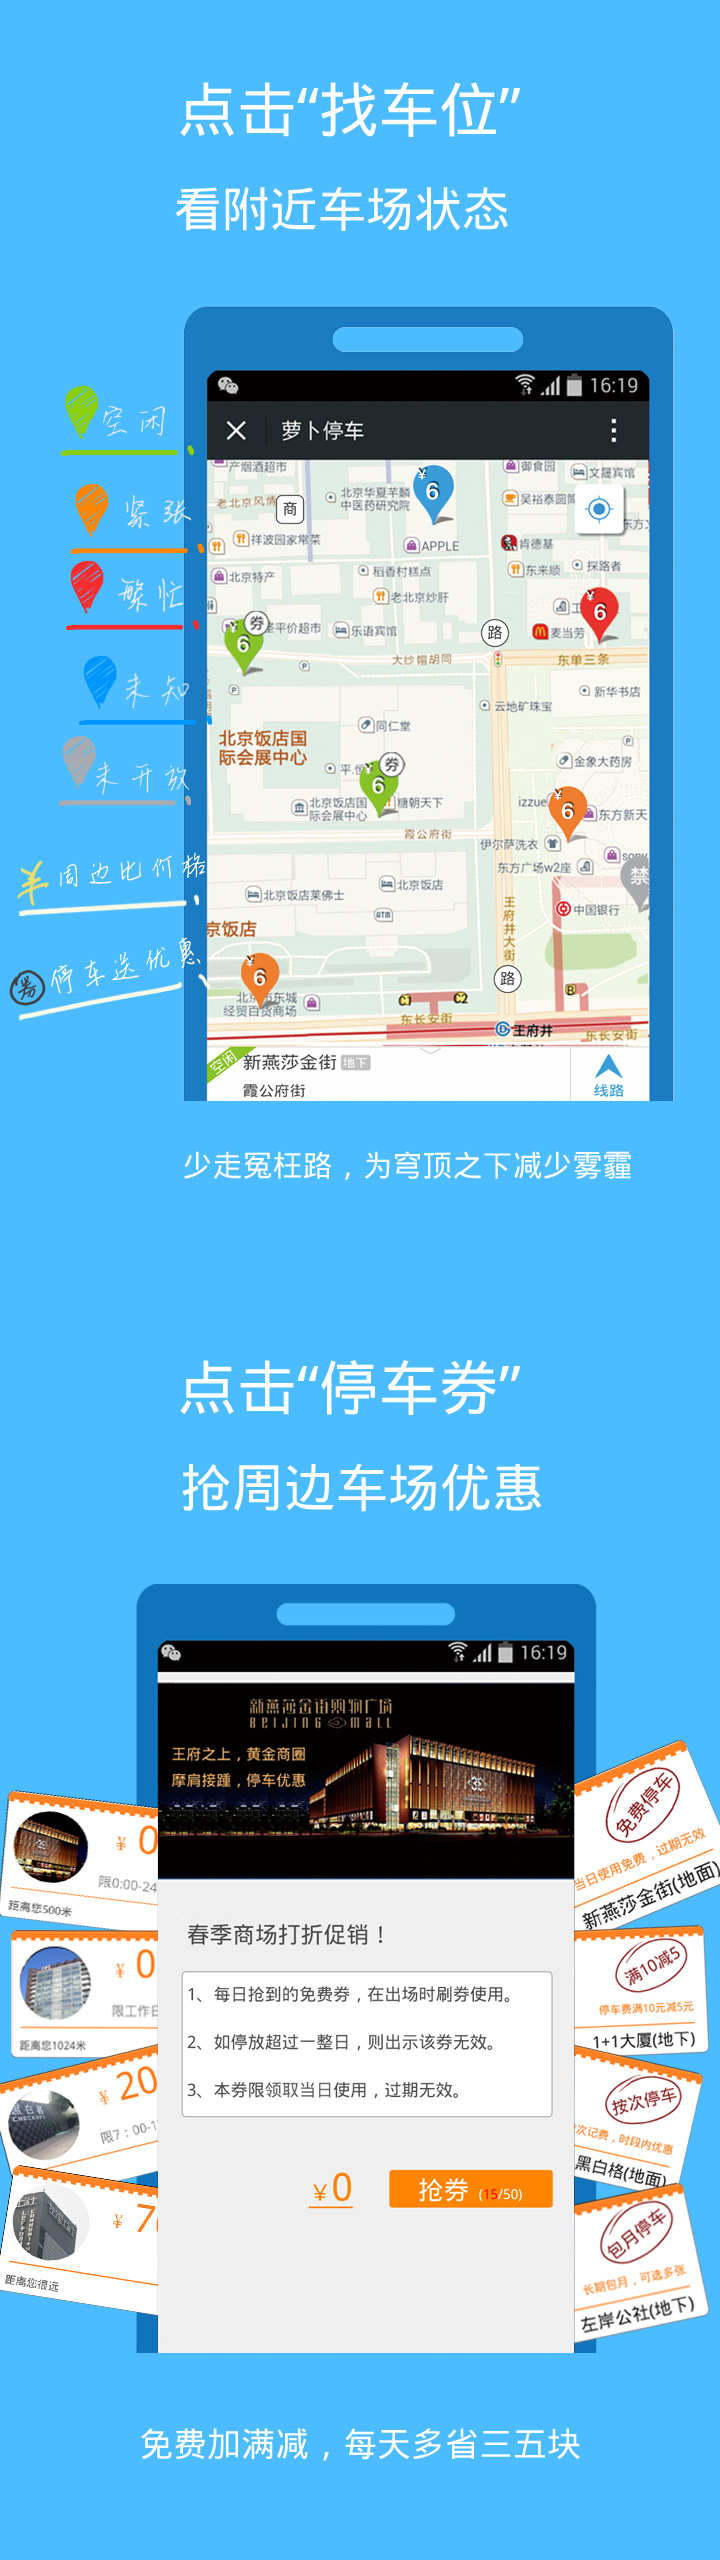 点击“找车位”
看附近车场状态
16:19
萝卜停车
空闲
紧张
繁忙
未知
未开放
¥周边比价格
券 停车送优惠
产烟酒超市
老北京风情
商
北京华夏芊麟
中医药研究院
¥
6
御食园
文晟宾馆
吴裕泰圆
祥波园家常菜
APPLE
肯德基
东来顺
探路者
北京特产
稻香村糕点
老北京炒肝
¥
6
麦当劳
券
6
隆平价超市
乐语宾馆
路
大纱帽胡同
东单三条
P
P
新华书店
云地矿珠宝
同仁堂
北京饭店国
际会展中心
P
金象大药房
券
6
北京饭店国
际会展中心
糖朝天下
izzue
¥
6
东方新天
霞公府街
伊尔萨洗衣
东方广场w2座
禁
北京饭店莱佛士
北京饭店
ATM
王府井大街
中国银行
京饭店
¥
6
路
B
经贸百货商场
C1
C2
东长安街
王府井
东长安街
空闲
新燕莎金街 地下
霞公府街
线路
少走冤枉路，为穹顶之下减少雾霾
点击“停车券”
抢周边车场优惠
16:19
新燕莎金街购物广场
BEIJING MALL
王府之上，黄金商圈
摩肩接踵，停车优惠
¥ 0
限0:00-24
距离您500米
¥ 0
限工作日
距离您1024米
¥ 20
限7：00-1
¥ 70
距离您很远
春季商场打折促销！
1、每日抢到的免费券，在出场时刷券使用。
2、如停放超过一整日，则出示该券无效。
3、本券限领取当日使用，过期无效。
¥0
抢券 (15/50)
免费停车
当日使用免费，过期无效
新燕莎金街(地面)
满10减5
停车费满10元减5元
1+1大厦(地下)
按次停车
次记费，时段内优惠
黑白格(地面)
包月停车
长期包月，可选多张
左岸公社(地下)
免费加满减，每天多省三五块